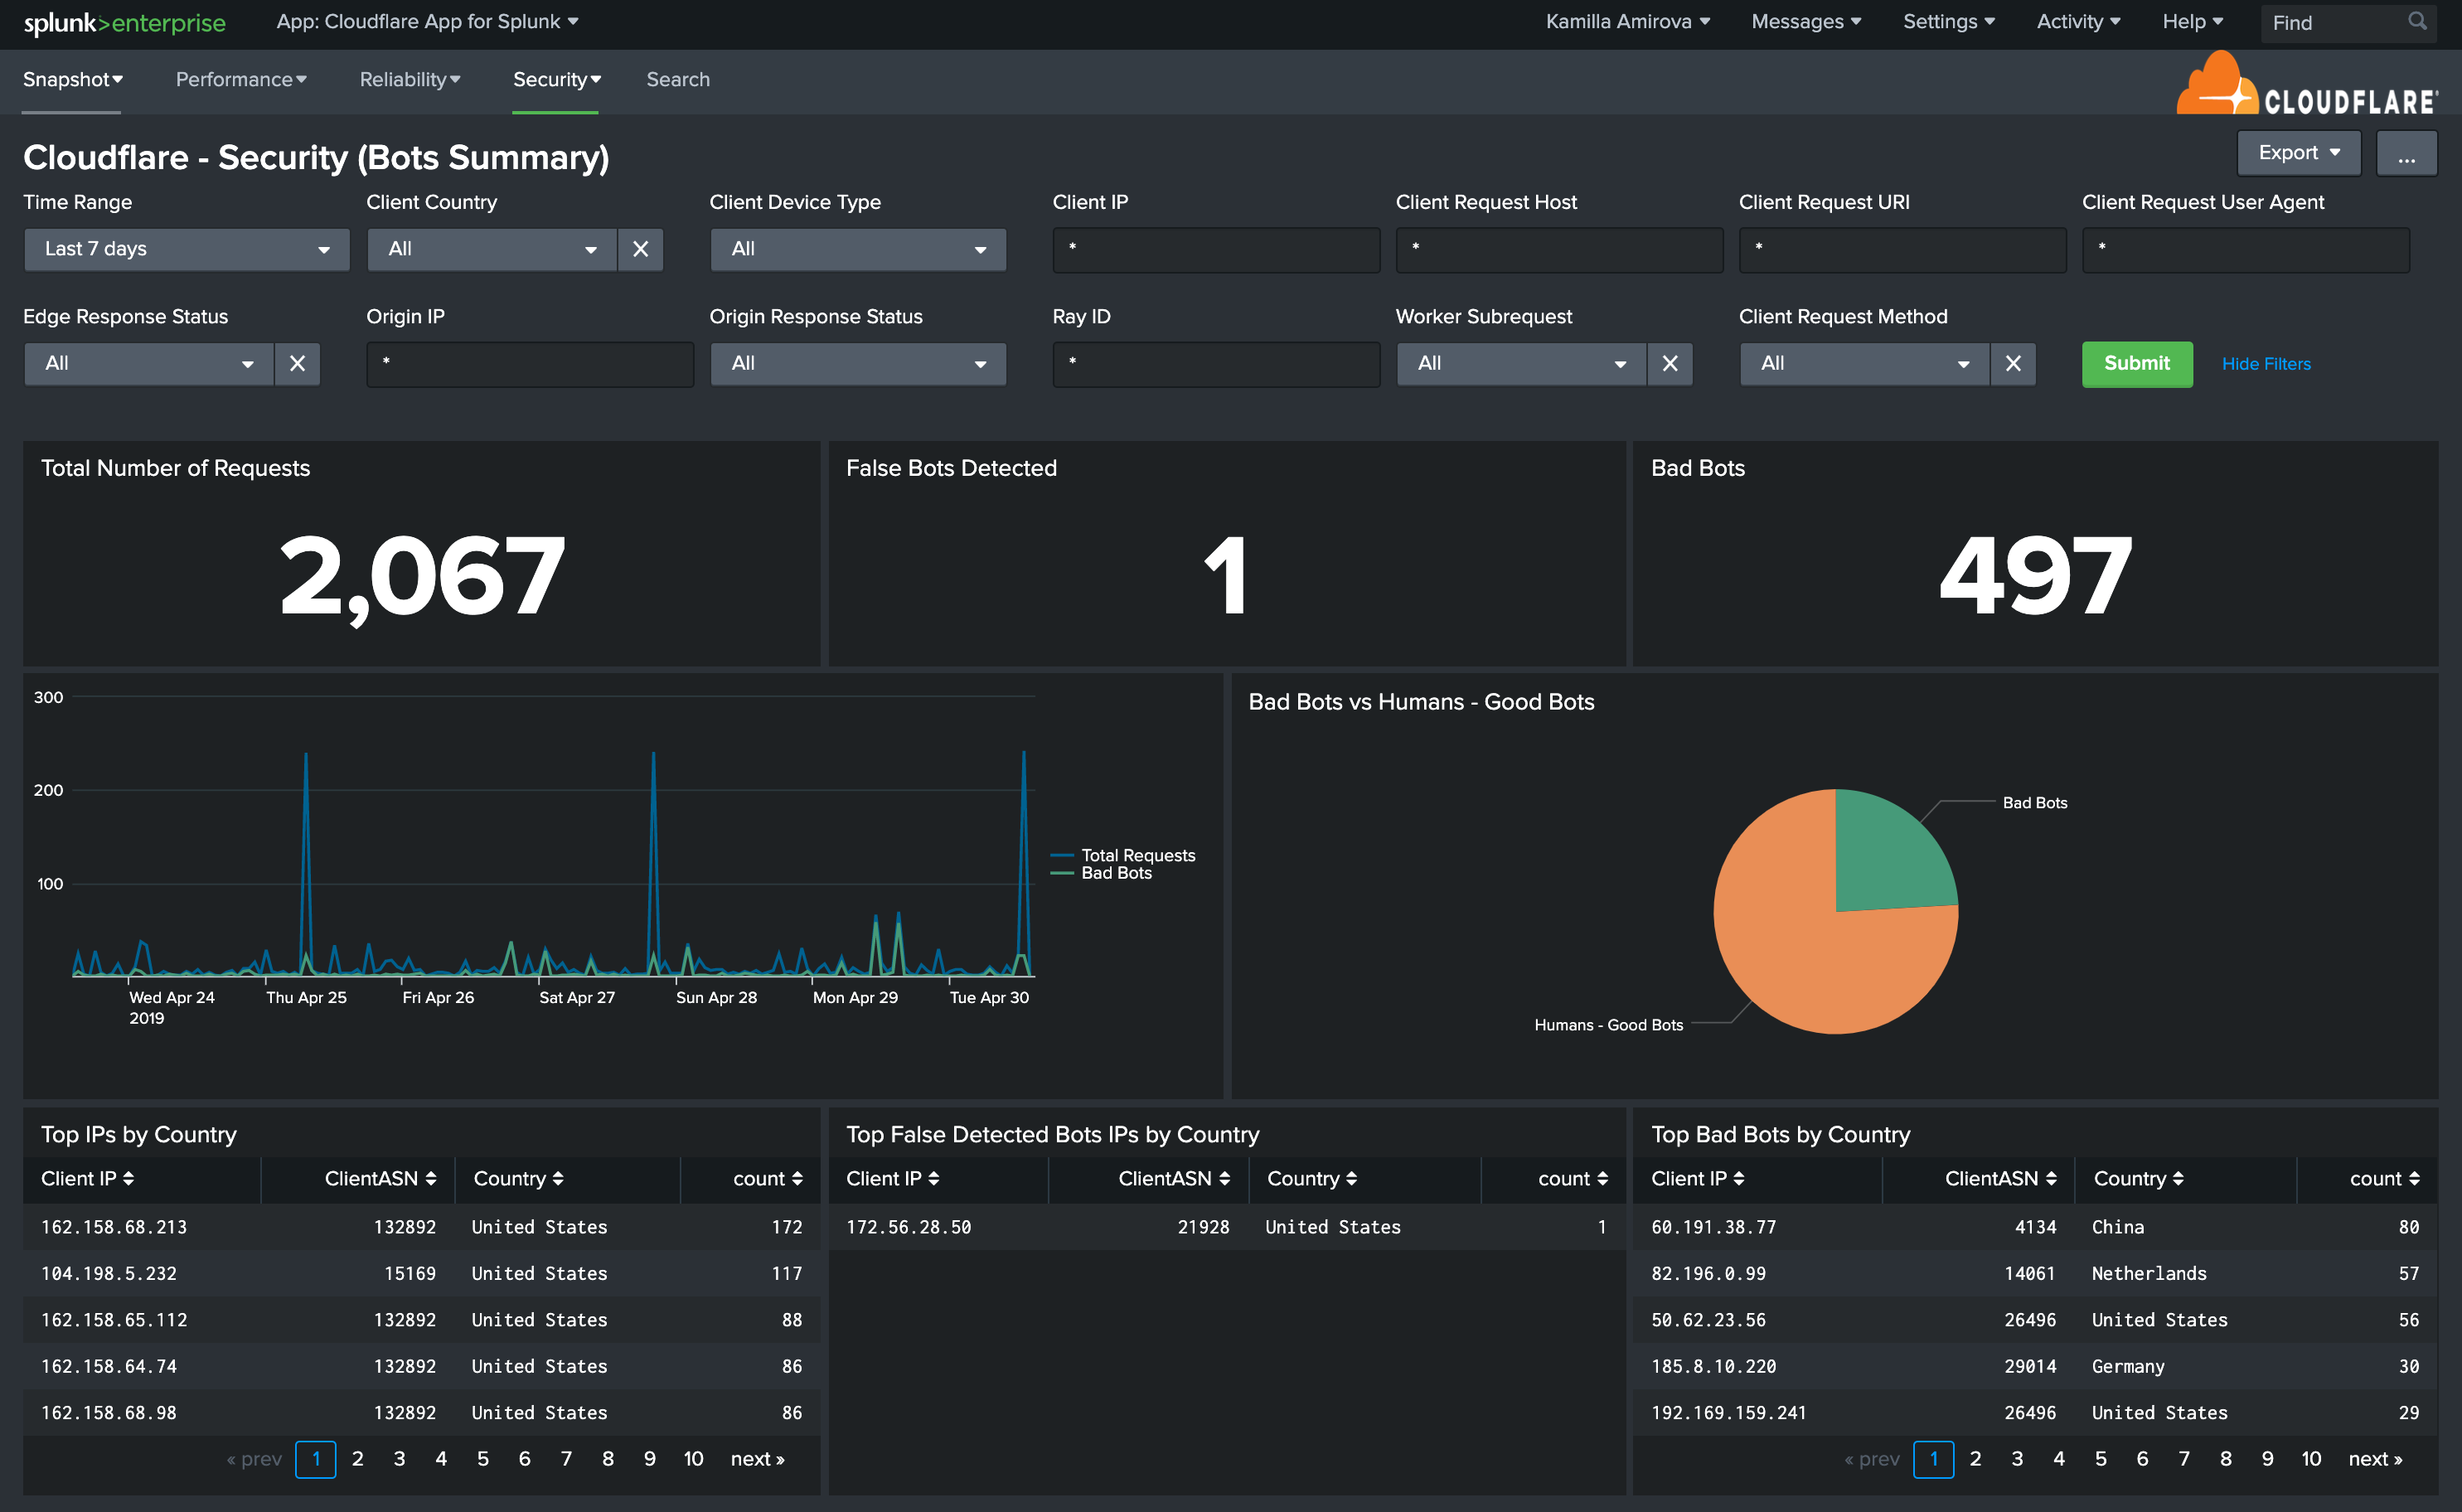 splunk>enterprise App: Cloudflare App for Splunk Kamilla Amirova Messages Settings Activity Help Find
Snapshot Performance Reliability Security Search CLOUDFLARE
Cloudflare - Security (Bots Summary) Export ...
Time Range Client Country Client Device Type Client IP Client Request Host Client Request URI Client Request User Agent
Last 7 days All All * * * *
Edge Response Status Origin IP Origin Response Status Ray ID Worker Subrequest Client Request Method
All * All * All All Submit Hide Filters
Total Number of Requests False Bots Detected Bad Bots
2,067 1 497
300
200
100
Total Requests
Bad Bots
Wed Apr 24 Thu Apr 25 Fri Apr 26 Sat Apr 27 Sun Apr 28 Mon Apr 29 Tue Apr 30
2019
Bad Bots vs Humans - Good Bots
Bad Bots
Humans - Good Bots
Top IPs by Country
Client IP ClientASN Country count
162.158.68.213 132892 United States 172
104.198.5.232 15169 United States 117
162.158.65.112 132892 United States 88
162.158.64.74 132892 United States 86
162.158.68.98 132892 United States 86
« prev 1 2 3 4 5 6 7 8 9 10 next »
Top False Detected Bots IPs by Country
Client IP ClientASN Country count
172.56.28.50 21928 United States 1
Top Bad Bots by Country
Client IP ClientASN Country count
60.191.38.77 4134 China 80
82.196.0.99 14061 Netherlands 57
50.62.23.56 26496 United States 56
185.8.10.220 29014 Germany 30
192.169.159.241 26496 United States 29
« prev 1 2 3 4 5 6 7 8 9 10 next »